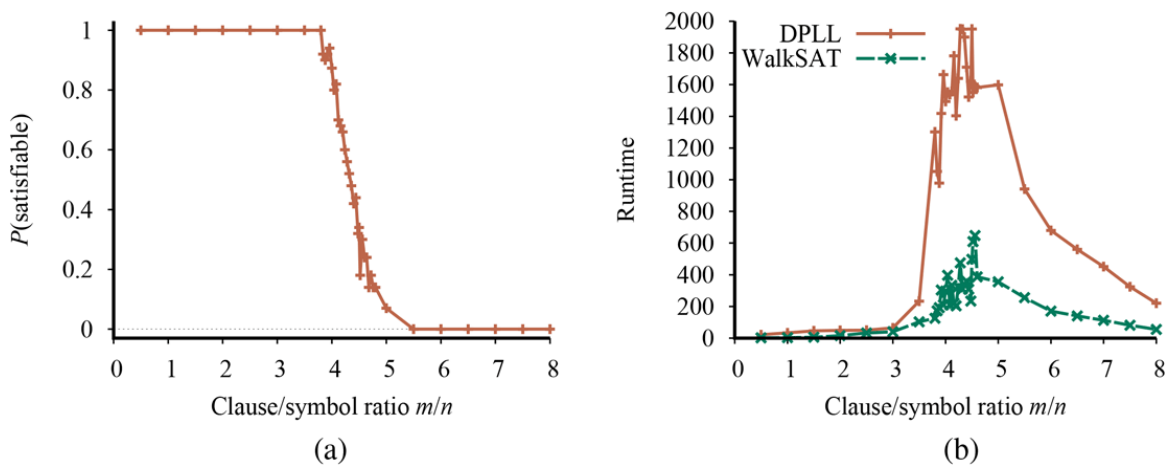 1
0.8
0.6
0.4
0.2
0
P(satisfiable)
0 1 2 3 4 5 6 7 8
Clause/symbol ratio m/n
(a)
2000
1800
1600
1400
1200
1000
800
600
400
200
0
Runtime
DPLL
WalkSAT
0 1 2 3 4 5 6 7 8
Clause/symbol ratio m/n
(b)